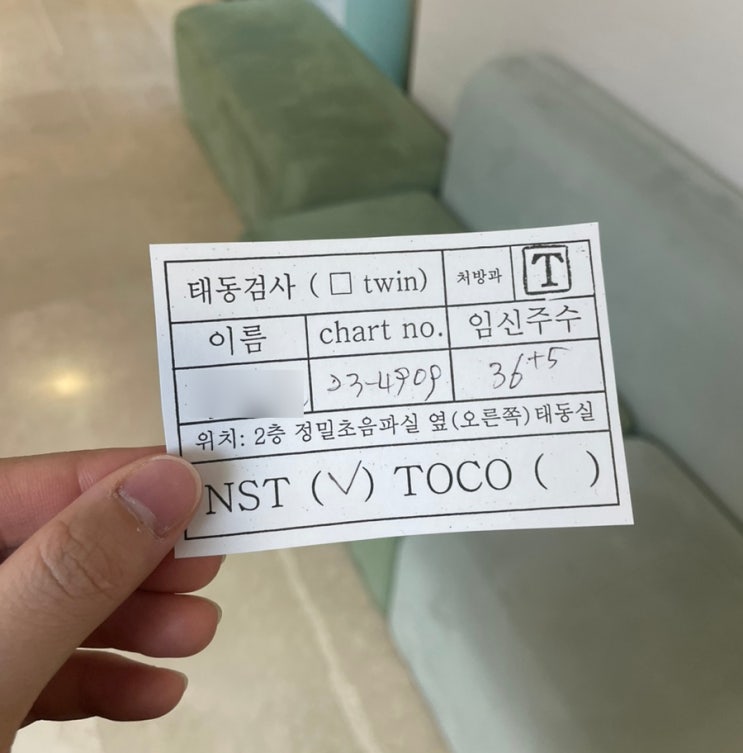 태동검사 ( □ twin) 처방과 T
이름 chart no. 임신주수
23-4909 36+5
위치: 2층 정밀초음파실 옆(오른쪽) 태동실
NST (✓) TOCO ( )